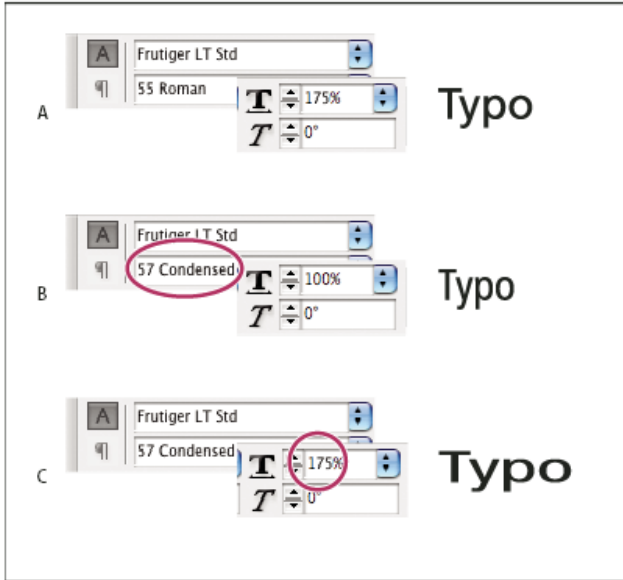 A
Frutiger LT Std
55 Roman
175%
0°
Typo
B
Frutiger LT Std
57 Condensed
100%
0°
Typo
C
Frutiger LT Std
57 Condensed
175%
0°
Typo